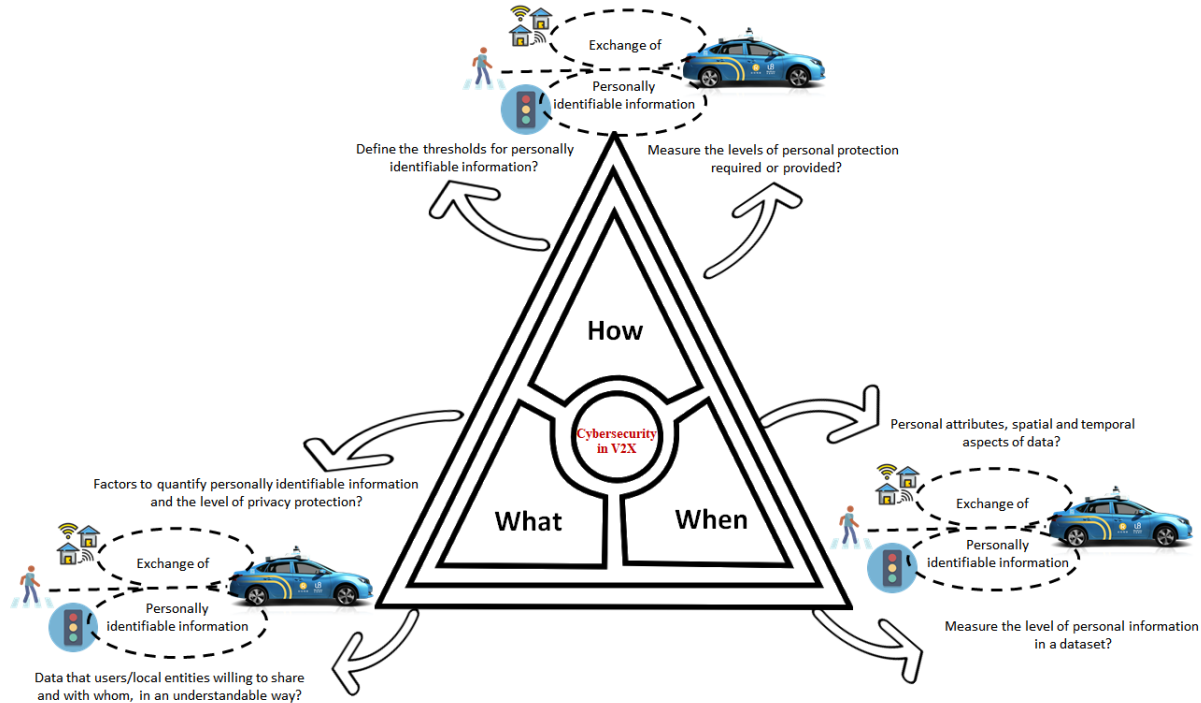 Exchange of
Personally
identifiable information
Define the thresholds for personally
identifiable information?
Measure the levels of personal protection
required or provided?
How
Cybersecurity
in V2X
What
When
Factors to quantify personally identifiable information
and the level of privacy protection?
Exchange of
Personally
identifiable information
Data that users/local entities willing to share
and with whom, in an understandable way?
Personal attributes, spatial and temporal
aspects of data?
Exchange of
Personally
identifiable information
Measure the level of personal information
in a dataset?